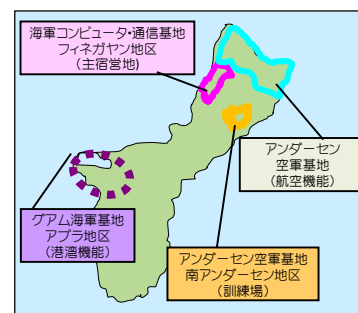 海軍コンピュータ・通信基地
フィネガヤン地区
（主宿営地)
アンダーセン
空軍基地
（航空機能）
グアム海軍基地
アプラ地区
（港湾機能）
アンダーセン空軍基地
南アンダーセン地区
（訓練場）